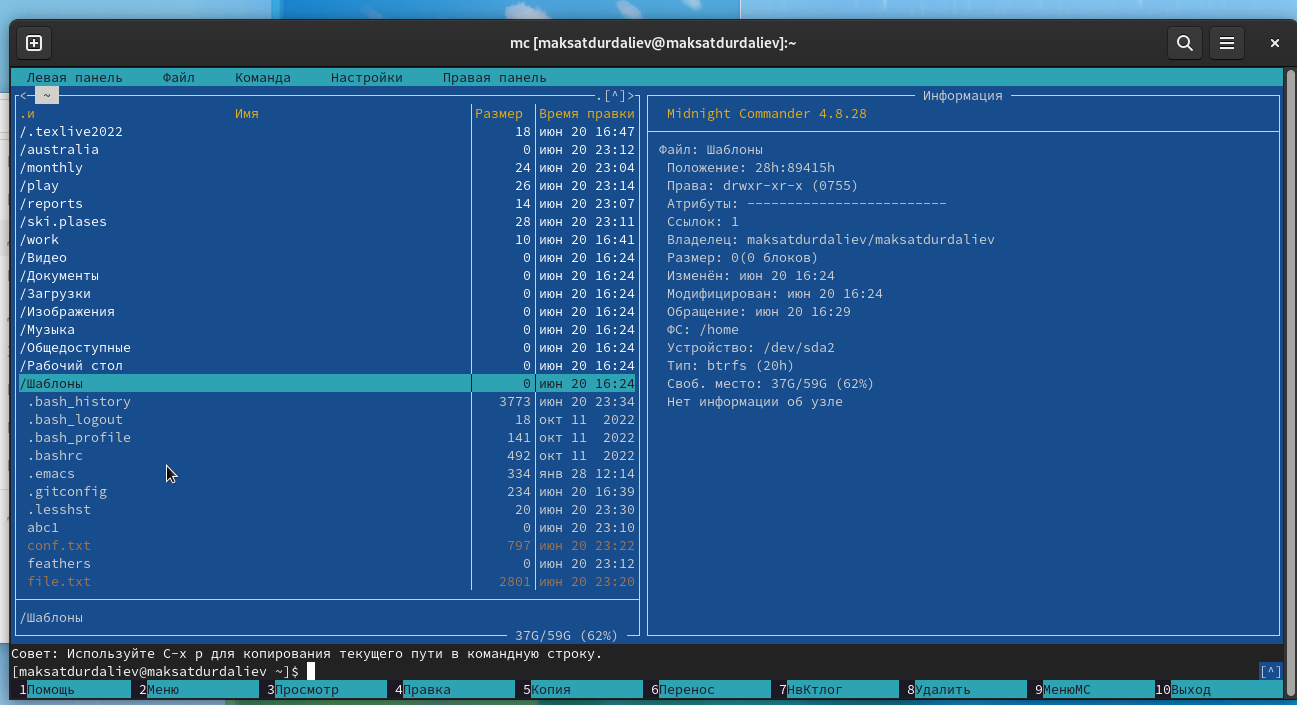 mc [maksatdurdaliev@maksatdurdaliev]:~
Левая панель Файл Команда Настройки Правая панель
<─ ~ .[^]> Информация
.и Имя Размер Время правки
/.texlive2022 18 июн 20 16:47
/australia 0 июн 20 23:12
/monthly 24 июн 20 23:04
/play 26 июн 20 23:14
/reports 14 июн 20 23:07
/ski.plases 28 июн 20 23:11
/work 10 июн 20 16:41
/Видео 0 июн 20 16:24
/Документы 0 июн 20 16:24
/Загрузки 0 июн 20 16:24
/Изображения 0 июн 20 16:24
/Музыка 0 июн 20 16:24
/Общедоступные 0 июн 20 16:24
/Рабочий стол 0 июн 20 16:24
/Шаблоны 0 июн 20 16:24
.bash_history 3773 июн 20 23:34
.bash_logout 18 окт 11 2022
.bash_profile 141 окт 11 2022
.bashrc 492 окт 11 2022
.emacs 334 янв 28 12:14
.gitconfig 234 июн 20 16:39
.lesshst 20 июн 20 23:30
abc1 0 июн 20 23:10
conf.txt 797 июн 20 23:22
feathers 0 июн 20 23:12
file.txt 2801 июн 20 23:20
/Шаблоны
37G/59G (62%)
Midnight Commander 4.8.28
Файл: Шаблоны
Положение: 28h:89415h
Права: drwxr-xr-x (0755)
Атрибуты: -------------------------
Ссылок: 1
Владелец: maksatdurdaliev/maksatdurdaliev
Размер: 0(0 блоков)
Изменён: июн 20 16:24
Модифицирован: июн 20 16:24
Обращение: июн 20 16:29
ФС: /home
Устройство: /dev/sda2
Тип: btrfs (20h)
Своб. место: 37G/59G (62%)
Нет информации об узле
Совет: Используйте C-x p для копирования текущего пути в командную строку.
[maksatdurdaliev@maksatdurdaliev ~]$ [^]
1Помощь 2Меню 3Просмотр 4Правка 5Копия 6Перенос 7НвКтлог 8Удалить 9МенюМС 10Выход